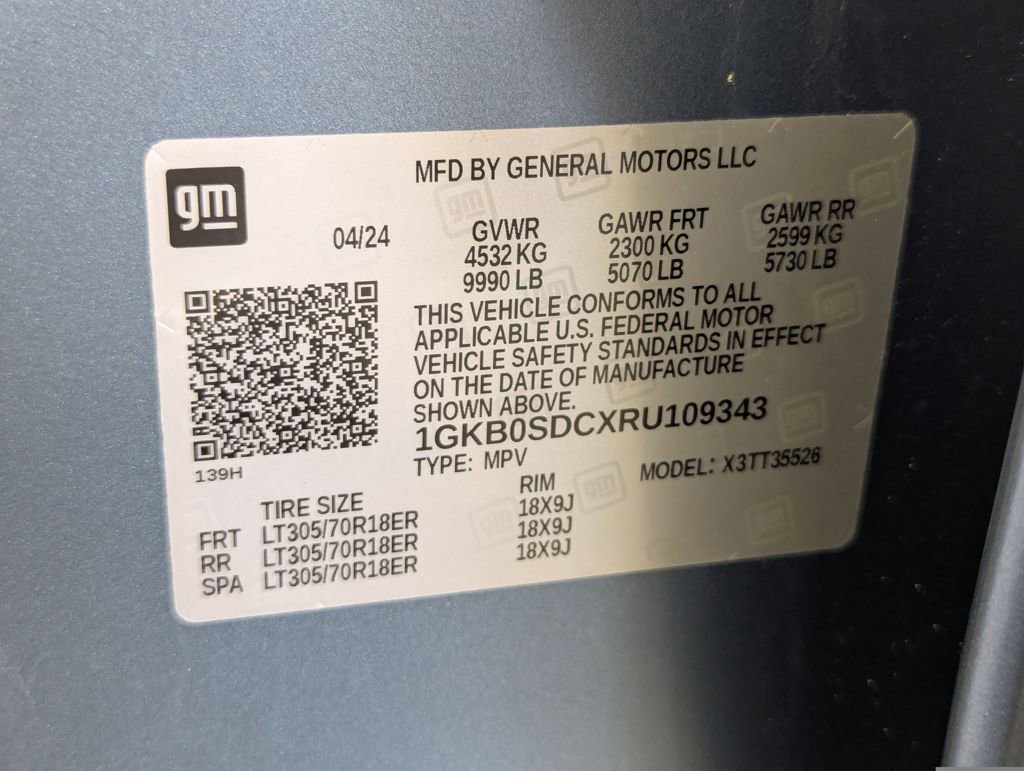 gm
MFD BY GENERAL MOTORS LLC
04/24
GVWR
4532 KG
9990 LB
GAWR FRT
2300 KG
5070 LB
GAWR RR
2599 KG
5730 LB
THIS VEHICLE CONFORMS TO ALL
APPLICABLE U.S. FEDERAL MOTOR
VEHICLE SAFETY STANDARDS IN EFFECT
ON THE DATE OF MANUFACTURE
SHOWN ABOVE.
1GKB0SDCXRU109343
TYPE: MPV MODEL: X3TT35526
139H
TIRE SIZE RIM
FRT LT305/70R18ER 18X9J
RR LT305/70R18ER 18X9J
SPA LT305/70R18ER 18X9J